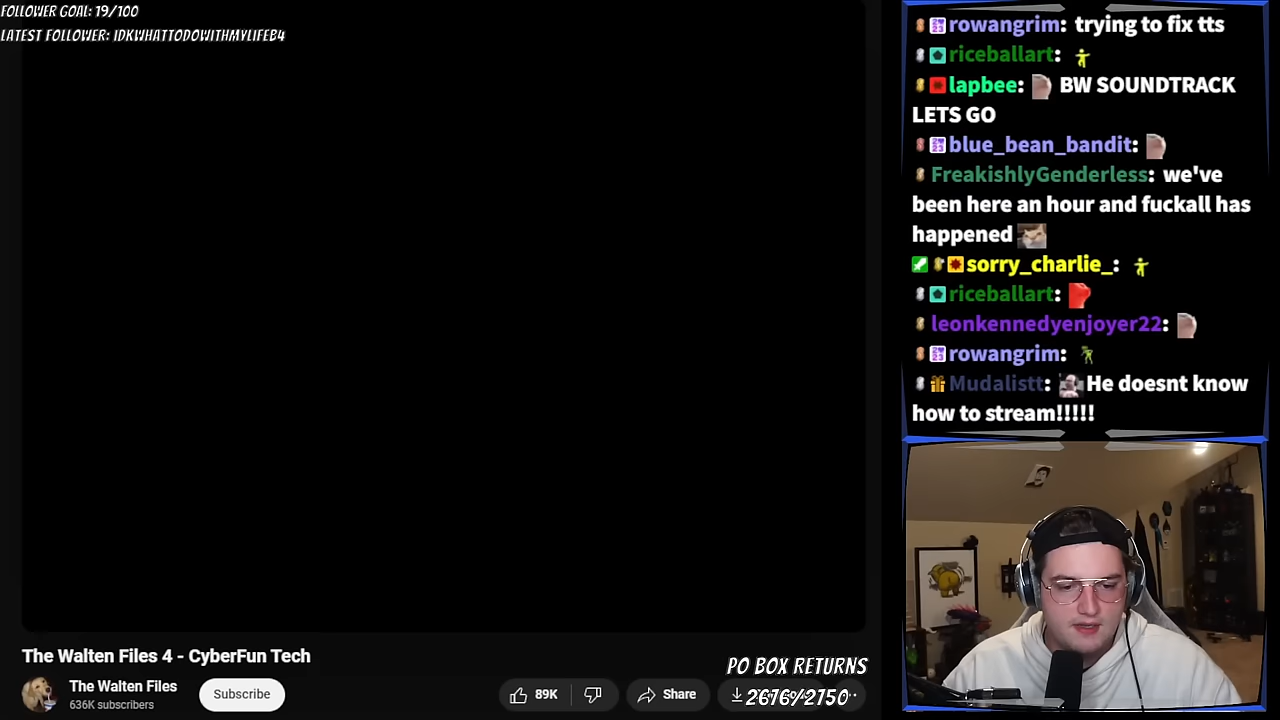 FOLLOWER GOAL: 19/100
LATEST FOLLOWER: IDKWHATTODOWITHMYLIFEB4
rowangrim: trying to fix tts
riceballart:
lapbee: BW SOUNDTRACK
LETS GO
blue_bean_bandit:
FreakishlyGenderless: we've
been here an hour and fuckall has
happened
sorry_charlie_:
riceballart:
leonkennedyenjoyer22:
rowangrim:
Mudalistt: He doesnt know
how to stream!!!!!
The Walten Files 4 - CyberFun Tech
The Walten Files
636K subscribers
Subscribe
89K
Share
PO BOX RETURNS
2676/2750